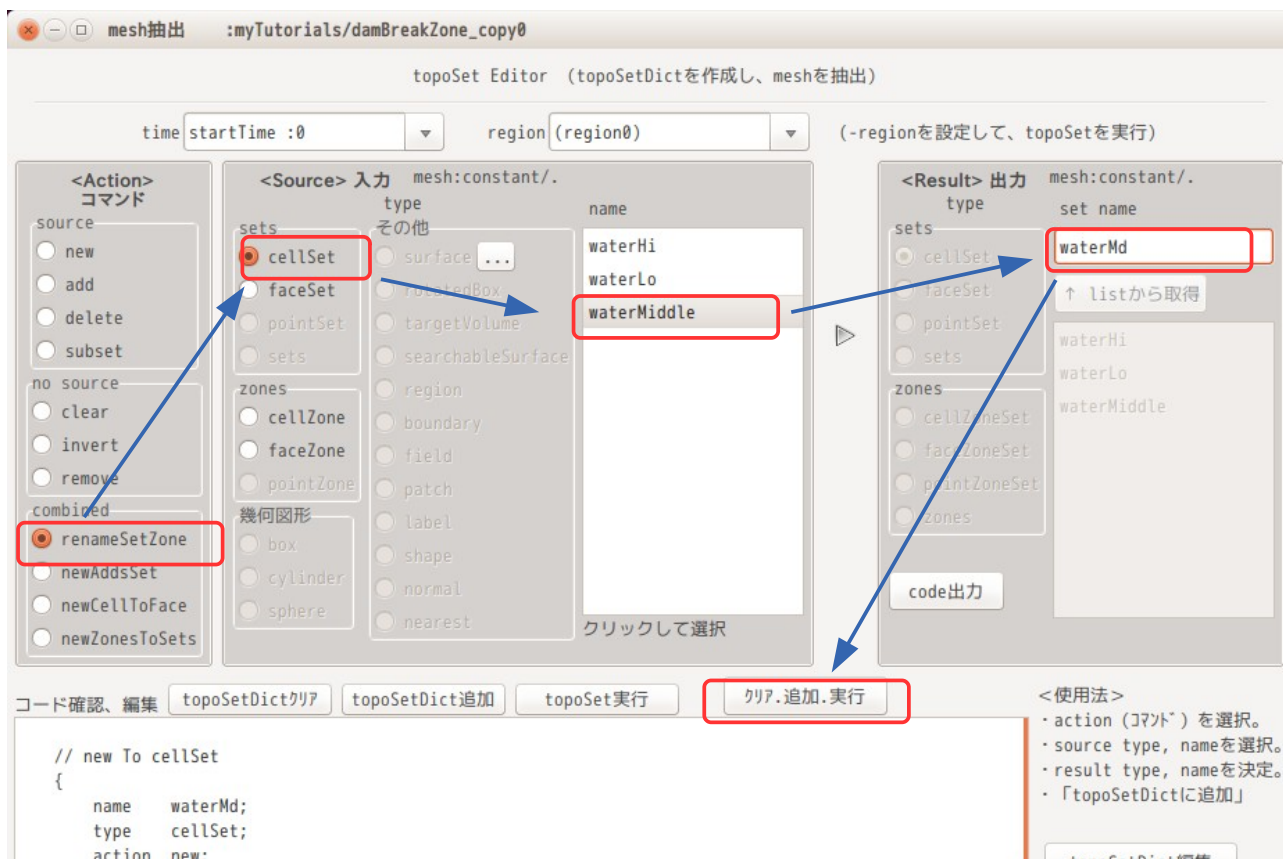 mesh抽出 :myTutorials/damBreakZone_copy0
topoSet Editor (topoSetDictを作成し、meshを抽出)
time startTime :0 region (region0) (-regionを設定して、topoSetを実行)
<Action>
コマンド
source
new
add
delete
subset
no source
clear
invert
remove
combined
renameSetZone
newAddsSet
newCellToFace
newZonesToSets
<Source> 入力 mesh:constant/.
type
sets
cellSet
faceSet
pointSet
sets
zones
cellZone
faceZone
pointZone
幾何図形
box
cylinder
sphere
その他
surface ...
rotatedBox
targetVolume
searchableSurface
region
boundary
field
patch
label
shape
normal
nearest
name
waterHi
waterLo
waterMiddle
クリックして選択
<Result> 出力 mesh:constant/.
type
sets
cellSet
faceSet
pointSet
sets
zones
cellZoneSet
faceZoneSet
pointZoneSet
zones
code出力
set name
waterMd
↑ listから取得
waterHi
waterLo
waterMiddle
コード確認、編集 topoSetDictｸﾘｱ topoSetDict追加 topoSet実行 ｸﾘｱ.追加.実行
// new To cellSet
{
name waterMd;
type cellSet;
action new;
<使用法>
・action (ｺﾏﾝﾄﾞ) を選択。
・source type, nameを選択。
・result type, nameを決定。
・「topoSetDictに追加」
topoSetDict編集